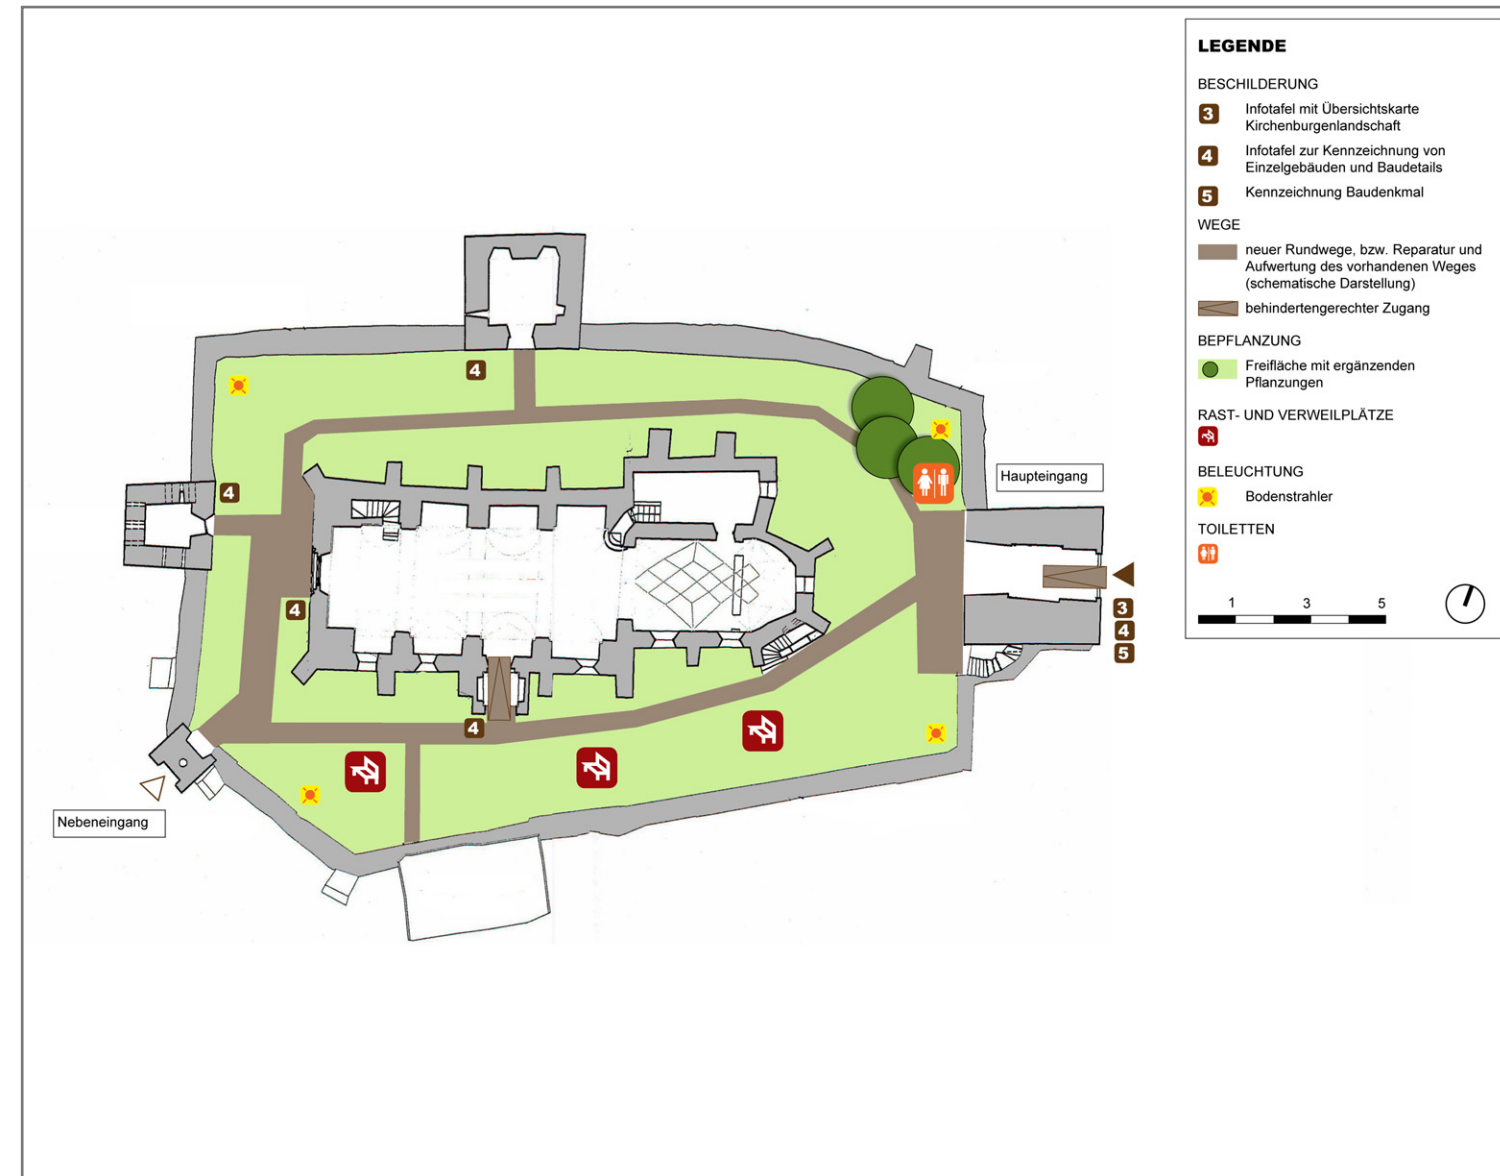 LEGENDE
BESCHILDERUNG
3 Infotafel mit Übersichtskarte
Kirchenburgenlandschaft
4 Infotafel zur Kennzeichnung von
Einzelgebäuden und Baudetails
5 Kennzeichnung Baudenkmal
WEGE
neuer Rundwege, bzw. Reparatur und
Aufwertung des vorhandenen Weges
(schematische Darstellung)
behindertengerechter Zugang
BEPFLANZUNG
Freifläche mit ergänzenden
Pflanzungen
RAST- UND VERWEILPLÄTZE
BELEUCHTUNG
Bodenstrahler
TOILETTEN
1 3 5
4
Haupteingang
4
4
3
4
5
4
Nebeneingang